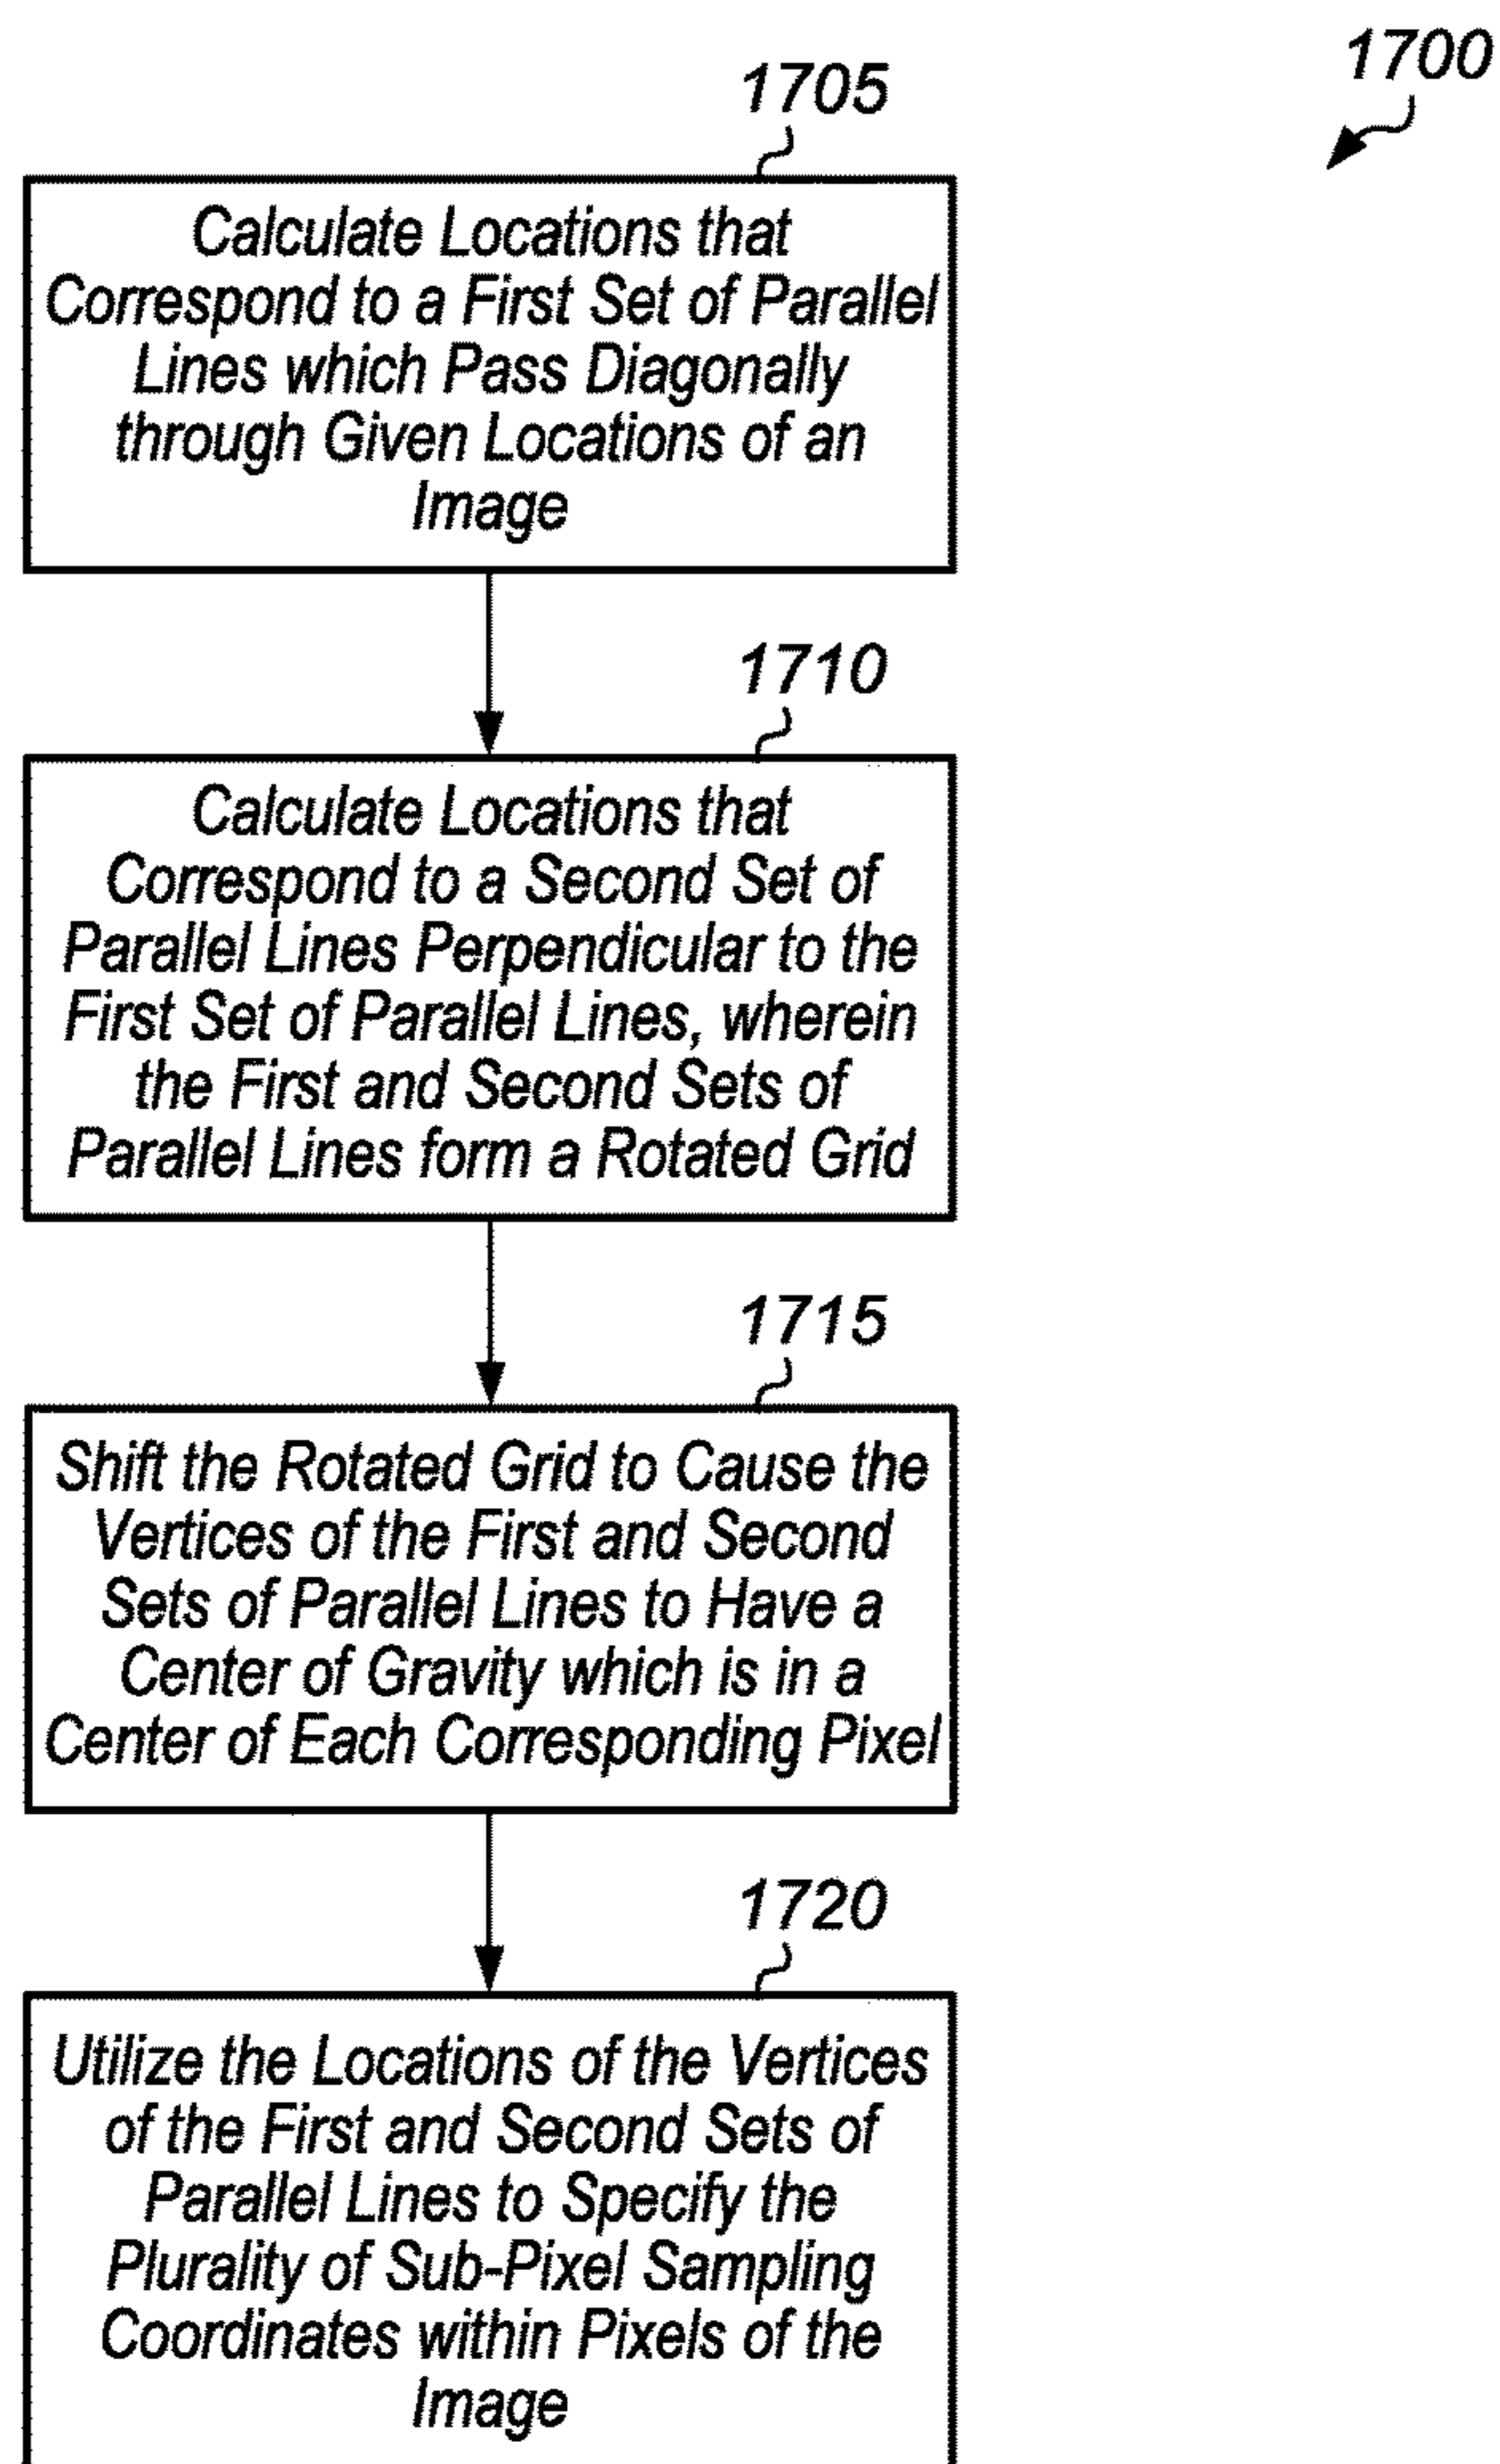 1700
1705
Calculate Locations that
Correspond to a First Set of Parallel
Lines which Pass Diagonally
through Given Locations of an
Image
1710
Calculate Locations that
Correspond to a Second Set of
Parallel Lines Perpendicular to the
First Set of Parallel Lines, wherein
the First and Second Sets of
Parallel Lines form a Rotated Grid
1715
Shift the Rotated Grid to Cause the
Vertices of the First and Second
Sets of Parallel Lines to Have a
Center of Gravity which is in a
Center of Each Corresponding Pixel
1720
Utilize the Locations of the Vertices
of the First and Second Sets of
Parallel Lines to Specify the
Plurality of Sub-Pixel Sampling
Coordinates within Pixels of the
Image